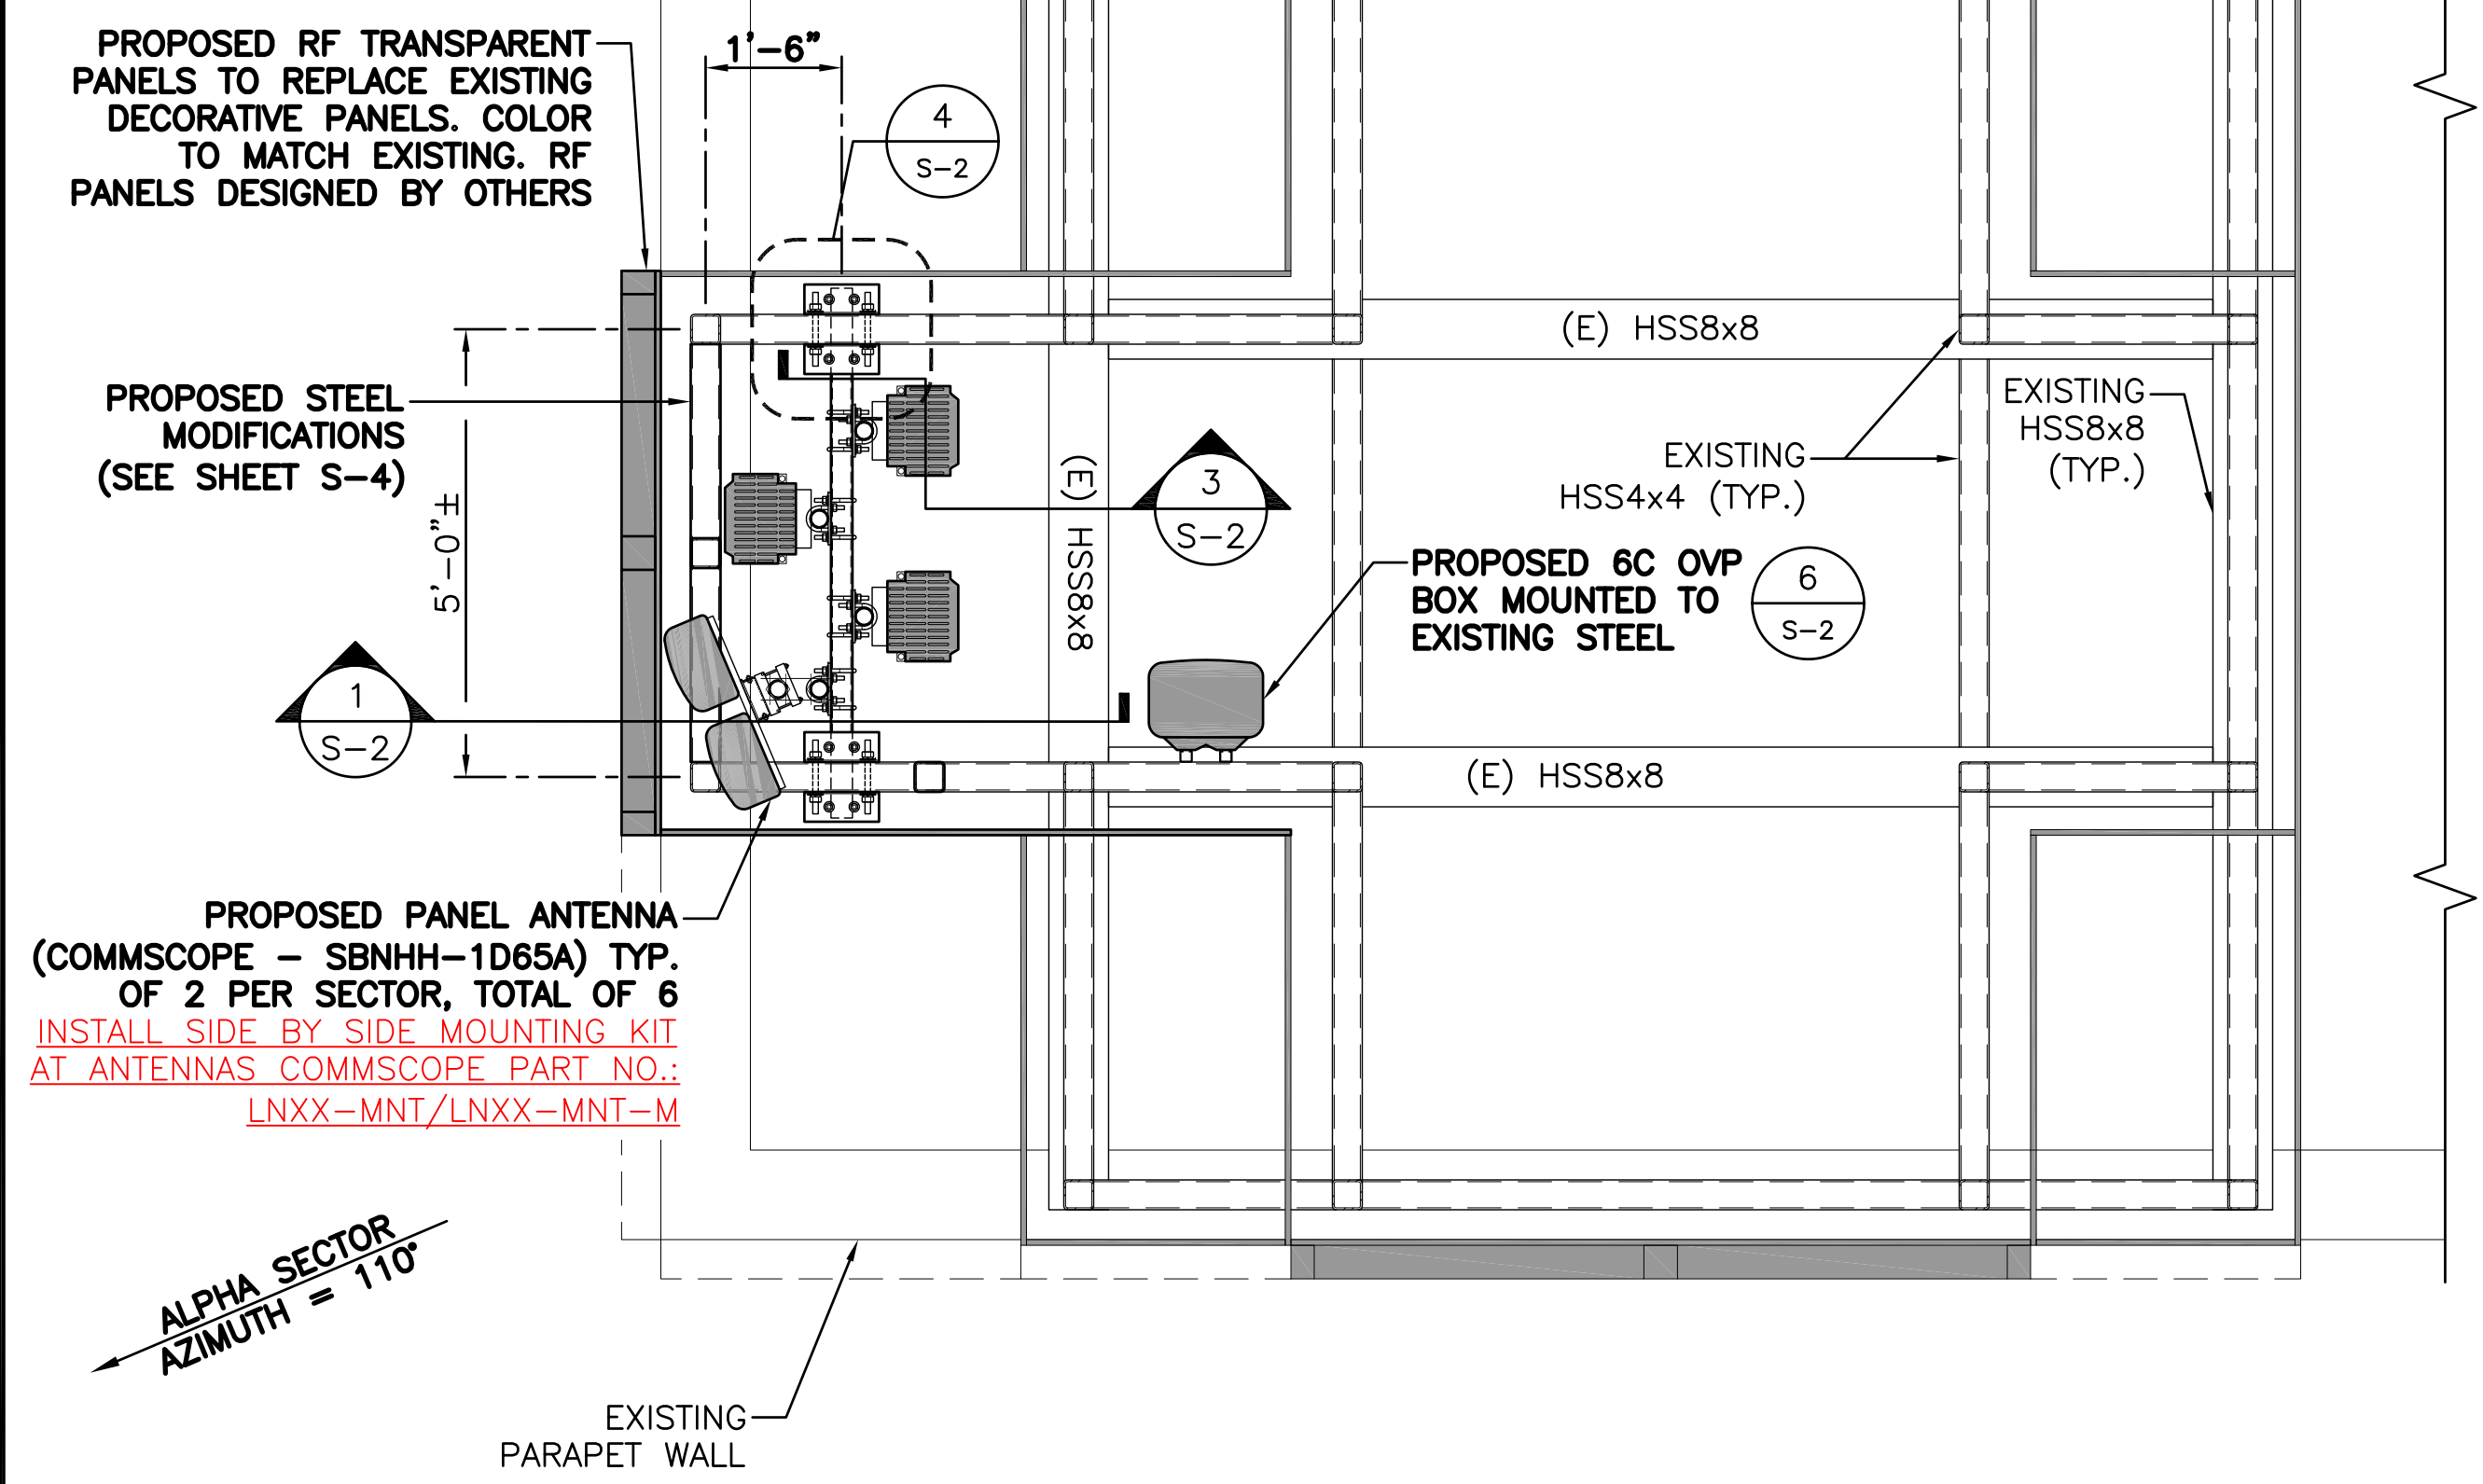 PROPOSED RF TRANSPARENT
PANELS TO REPLACE EXISTING
DECORATIVE PANELS. COLOR
TO MATCH EXISTING. RF
PANELS DESIGNED BY OTHERS
1'-6"
4
S-2
PROPOSED STEEL
MODIFICATIONS
(SEE SHEET S-4)
5'-0"±
(E) HSS8x8
(E) HSS8x8
3
S-2
EXISTING
HSS4x4 (TYP.)
EXISTING
HSS8x8
(TYP.)
PROPOSED 6C OVP
BOX MOUNTED TO
EXISTING STEEL
6
S-2
1
S-2
(E) HSS8x8
PROPOSED PANEL ANTENNA
(COMMSCOPE - SBNHH-1D65A) TYP.
OF 2 PER SECTOR, TOTAL OF 6
INSTALL SIDE BY SIDE MOUNTING KIT
AT ANTENNAS COMMSCOPE PART NO.:
LNXX-MNT/LNXX-MNT-M
ALPHA SECTOR
AZIMUTH = 110°
EXISTING
PARAPET WALL